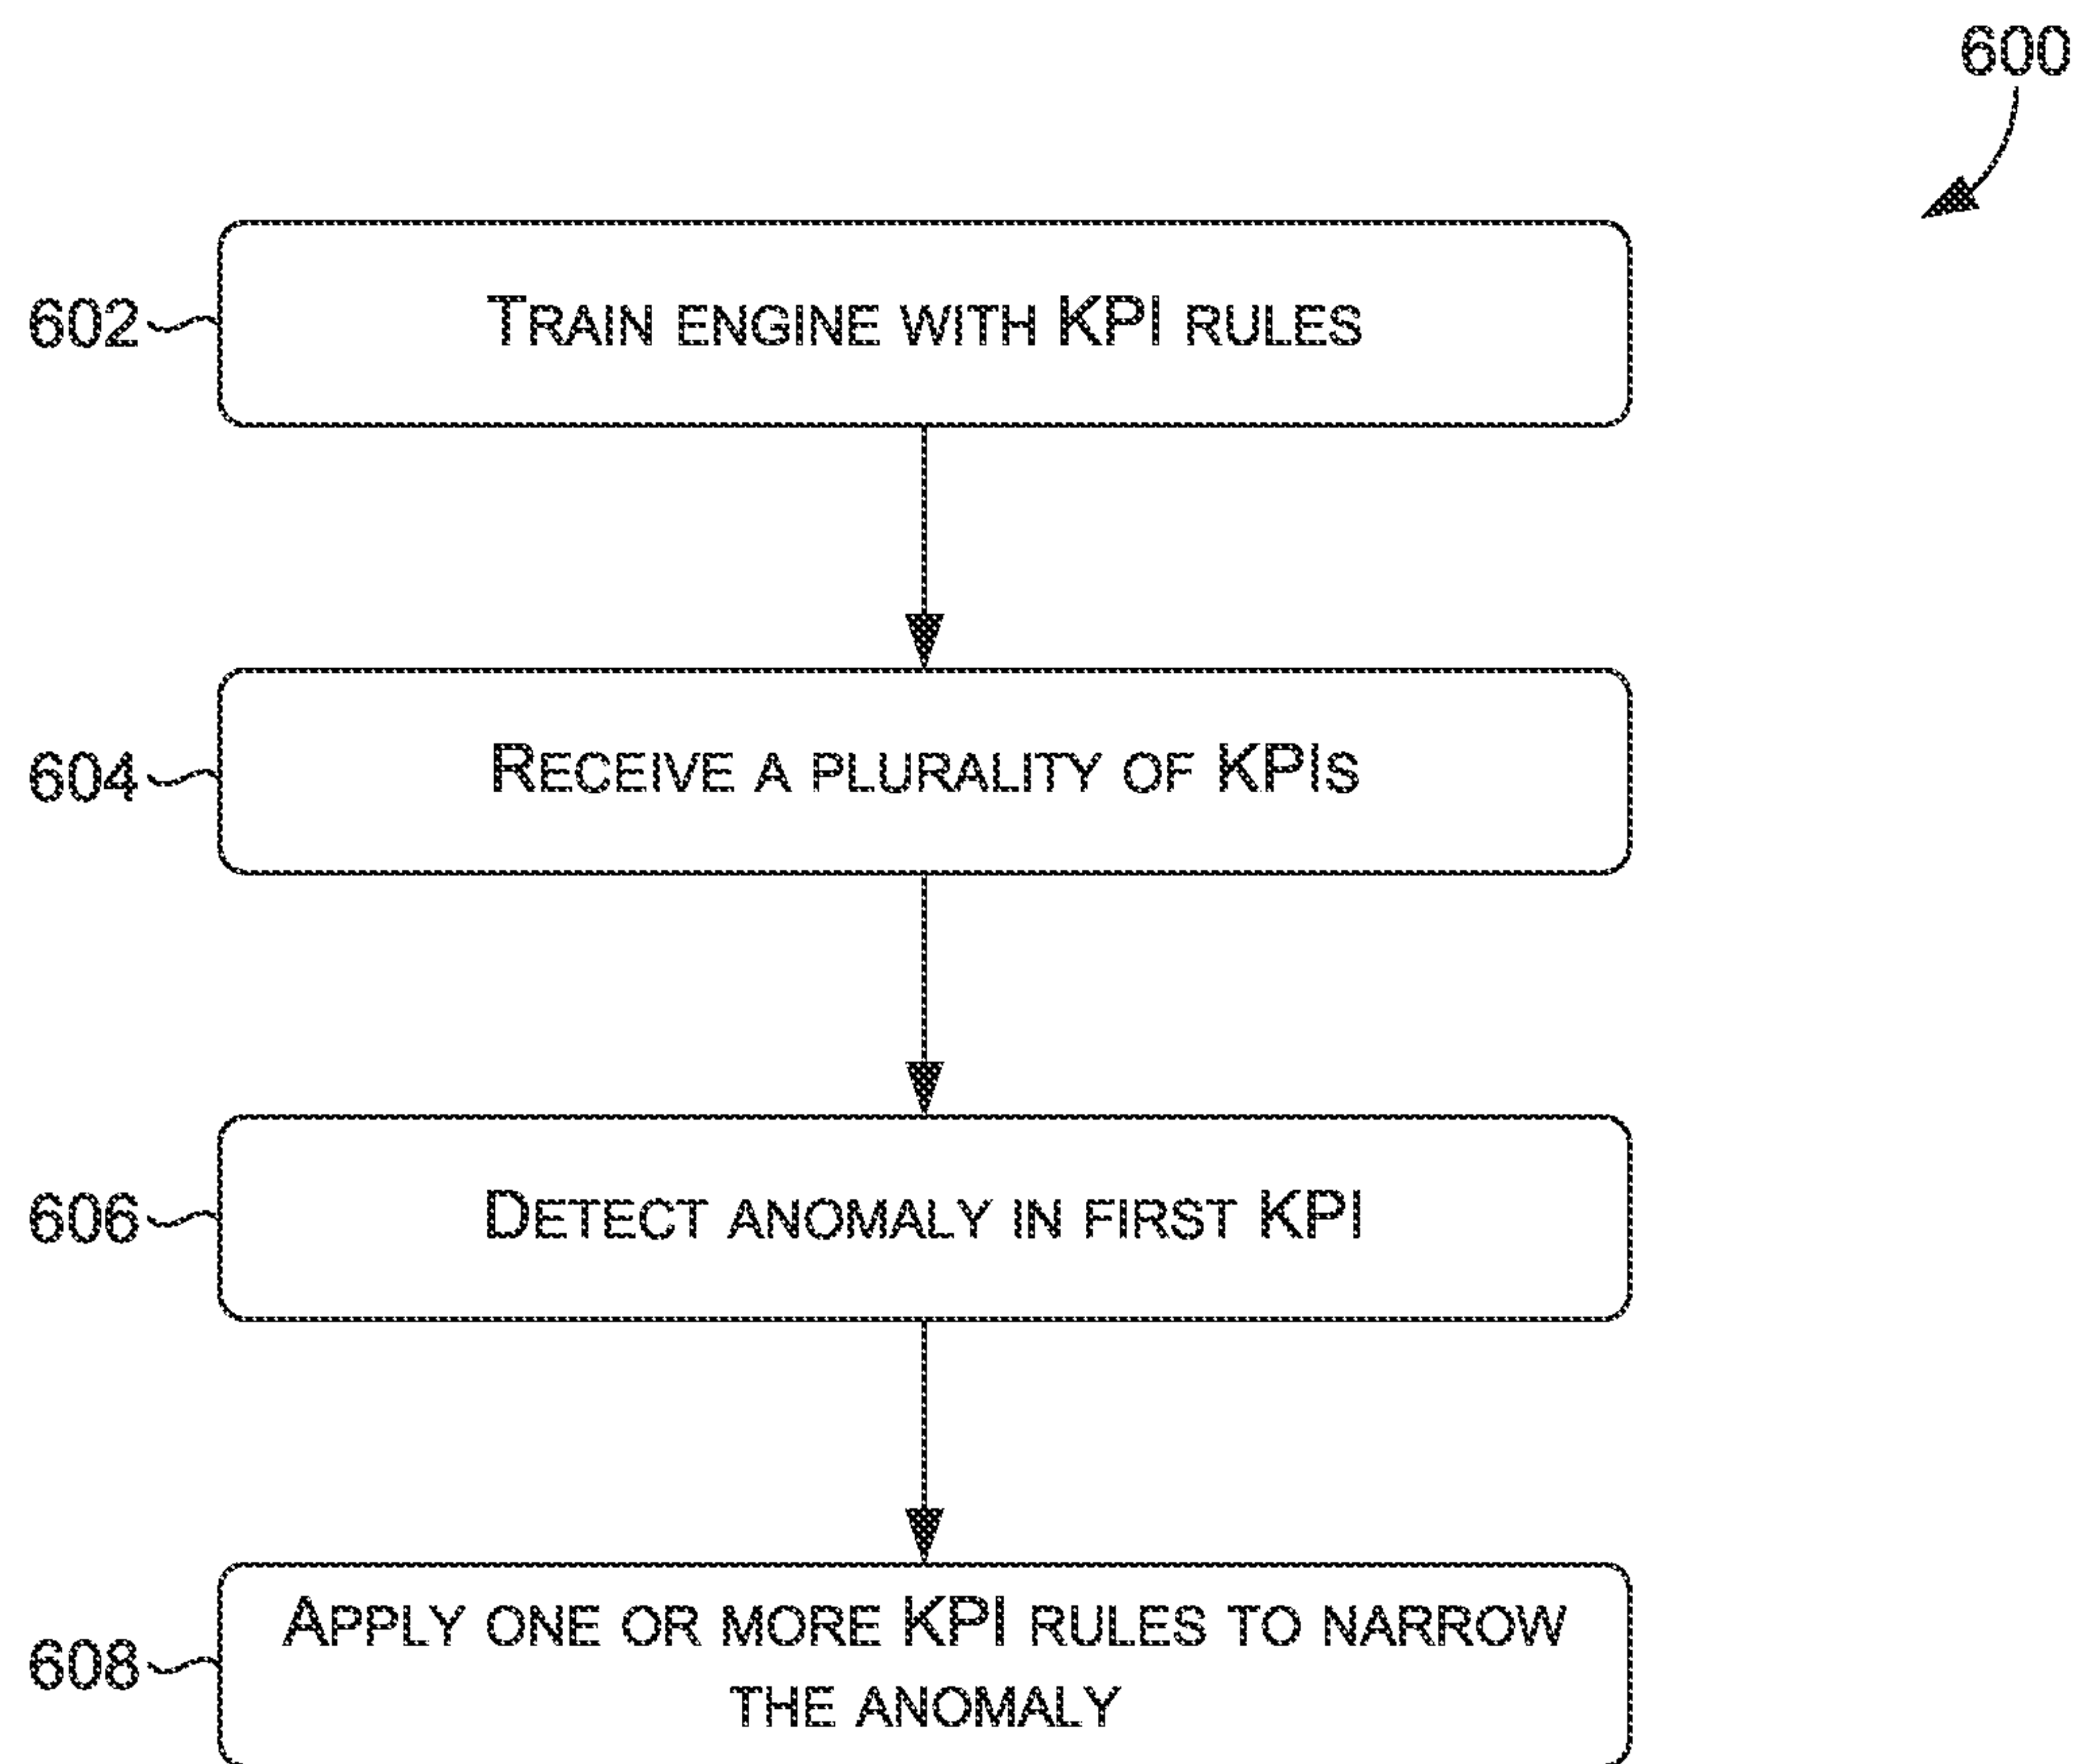 600
602
TRAIN ENGINE WITH KPI RULES
604
RECEIVE A PLURALITY OF KPIS
606
DETECT ANOMALY IN FIRST KPI
608
APPLY ONE OR MORE KPI RULES TO NARROW
THE ANOMALY